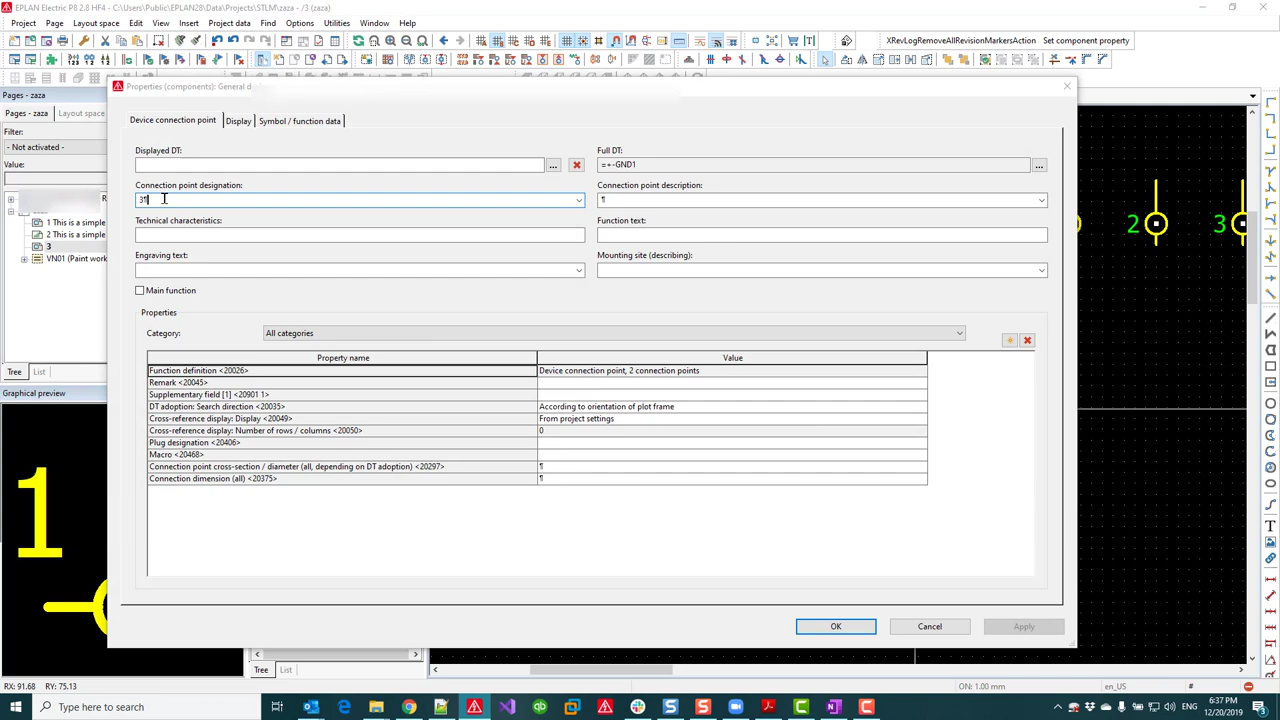 EPLAN Electric P8 2.8 HF4 - C:\Users\Public\EPLAN28\Data\Projects\STLM\zaza - /3 (zaza)
Project Page Layout space Edit View Insert Project data Find Options Utilities Window Help
XRevLogRemoveAllRevisionMarkersAction Set component property
Pages - zaza
Pages - zaza Layout space
Filter:
- Not activated -
Value:
R
zaza
1 This is a simple
2 This is a simple
3
VN01 (Paint work
Tree List
Graphical preview
1
Properties (components): General d
Device connection point Display Symbol / function data
Displayed DT: Full DT:
... =+-GND1 ...
Connection point designation: Connection point description:
3¶ ¶
Technical characteristics: Function text:
Engraving text: Mounting site (describing):
Main function
Properties
Category: All categories
Property name Value
Function definition <20026> Device connection point, 2 connection points
Remark <20045>
Supplementary field [1] <20901 1>
DT adoption: Search direction <20035> According to orientation of plot frame
Cross-reference display: Display <20049> From project settings
Cross-reference display: Number of rows / columns <20050> 0
Plug designation <20406>
Macro <20468>
Connection point cross-section / diameter (all, depending on DT adoption) <20297> ¶
Connection dimension (all) <20375> ¶
OK Cancel Apply
2 3
Tree List
RX: 91.68 RY: 75.13 ON: 1.00 mm en_US #
Type here to search
6:37 PM
12/20/2019